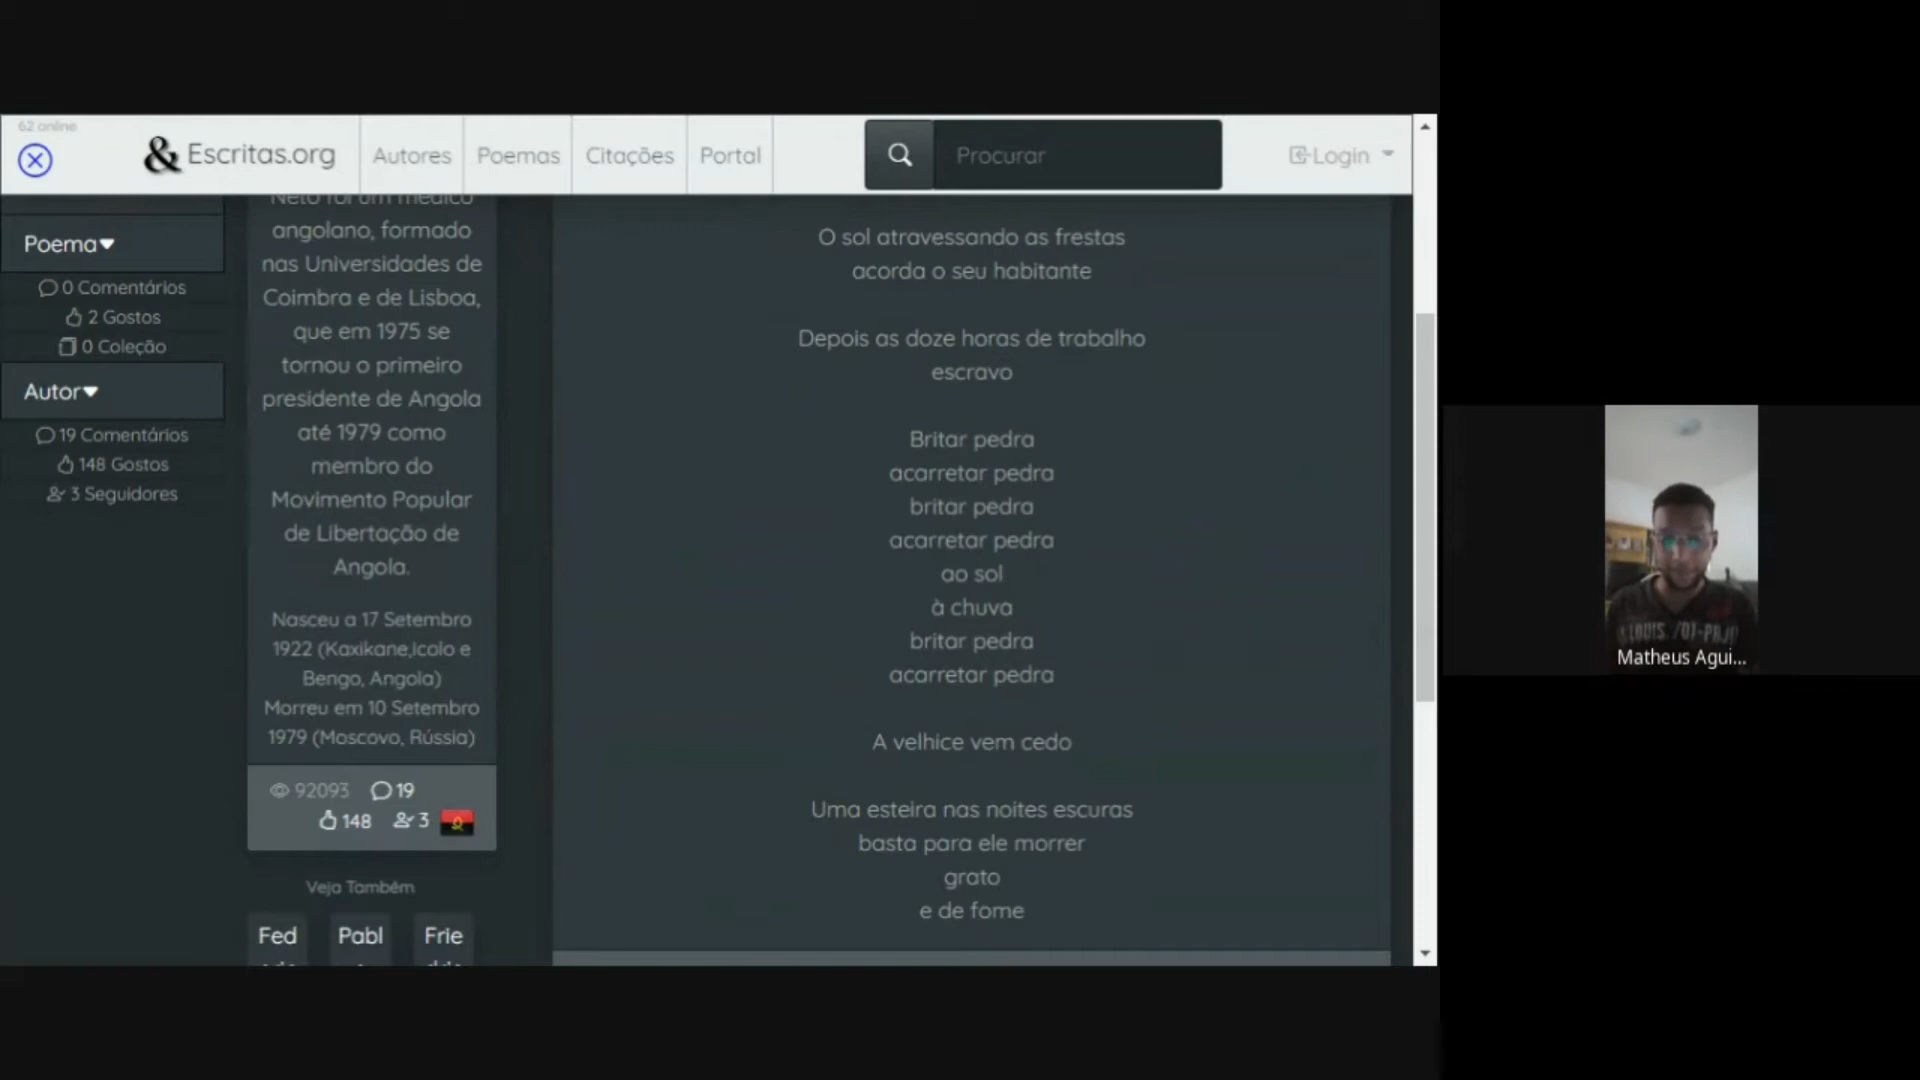 62 online
& Escritas.org
Autores
Poemas
Citações
Portal
Procurar
Login
Poema
0 Comentários
2 Gostos
0 Coleção
Autor
19 Comentários
148 Gostos
3 Seguidores
Neto foi um médico
angolano, formado
nas Universidades de
Coimbra e de Lisboa,
que em 1975 se
tornou o primeiro
presidente de Angola
até 1979 como
membro do
Movimento Popular
de Libertação de
Angola.
Nasceu a 17 Setembro
1922 (Kaxikane,Icolo e
Bengo, Angola)
Morreu em 10 Setembro
1979 (Moscovo, Rússia)
92093 19
148 3
Veja Também
Fed
Pabl
Frie
O sol atravessando as frestas
acorda o seu habitante
Depois as doze horas de trabalho
escravo
Britar pedra
acarretar pedra
britar pedra
acarretar pedra
ao sol
à chuva
britar pedra
acarretar pedra
A velhice vem cedo
Uma esteira nas noites escuras
basta para ele morrer
grato
e de fome
Matheus Agui...